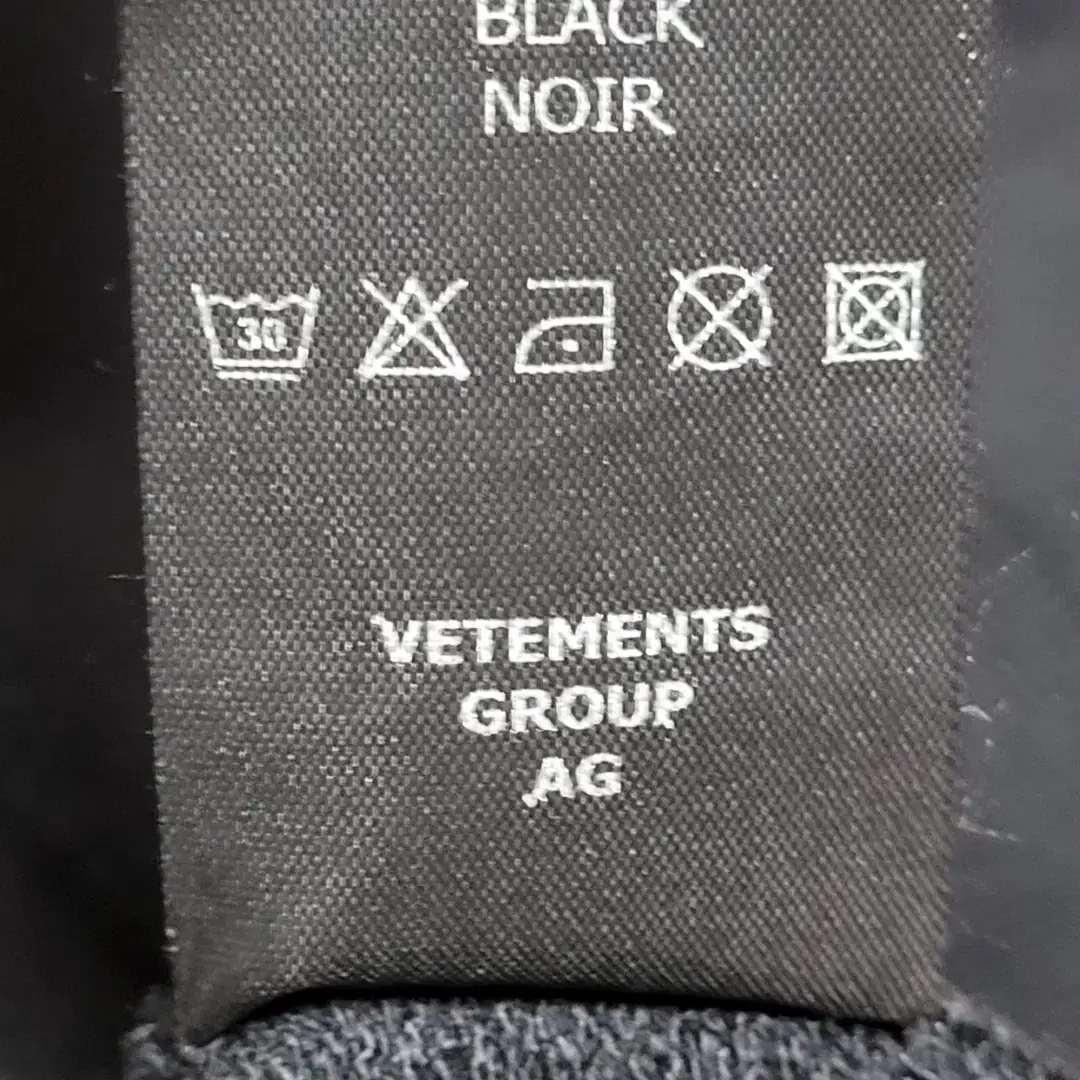 BLACK
NOIR
30
VETEMENTS
GROUP
AG